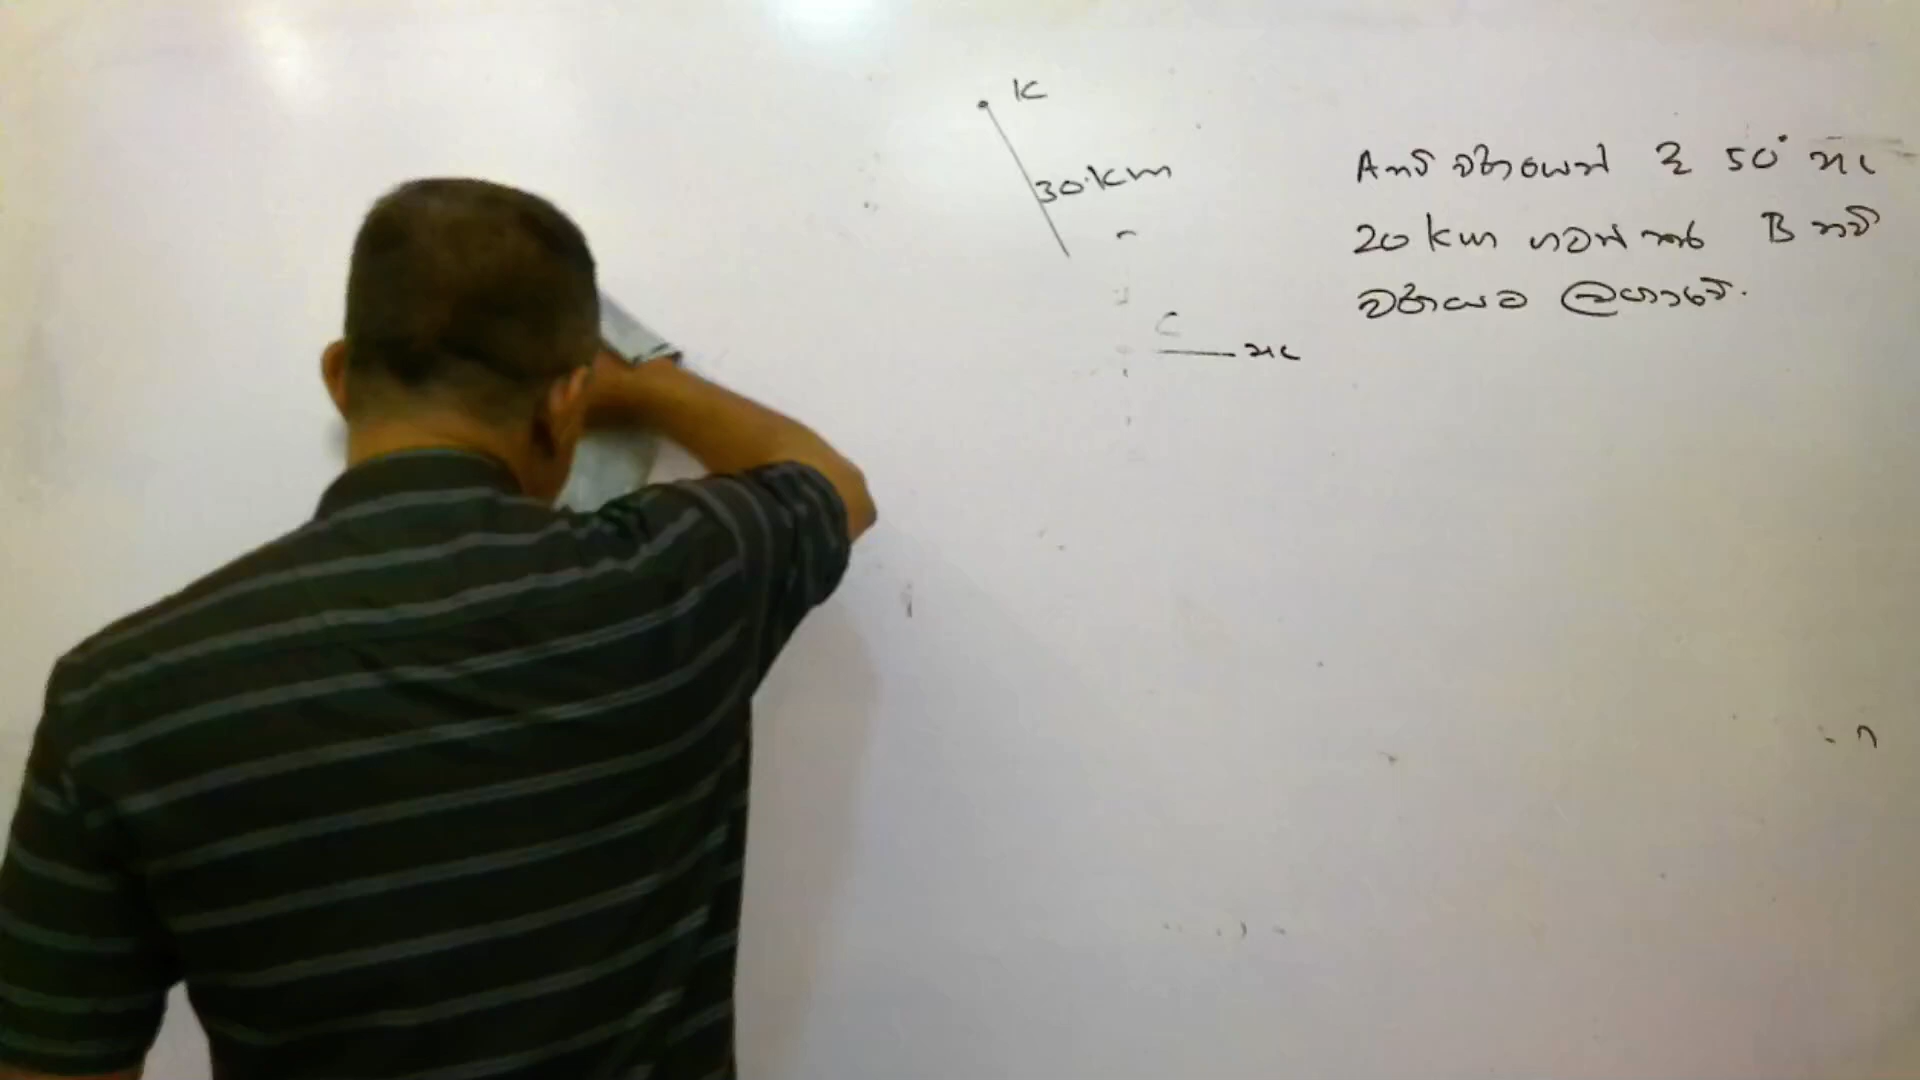 K
30 km
A නම් වරායෙන් උ 50° නැ
20 km ගමන් කර B නම්
වරායට ළඟාවේ.
නැ